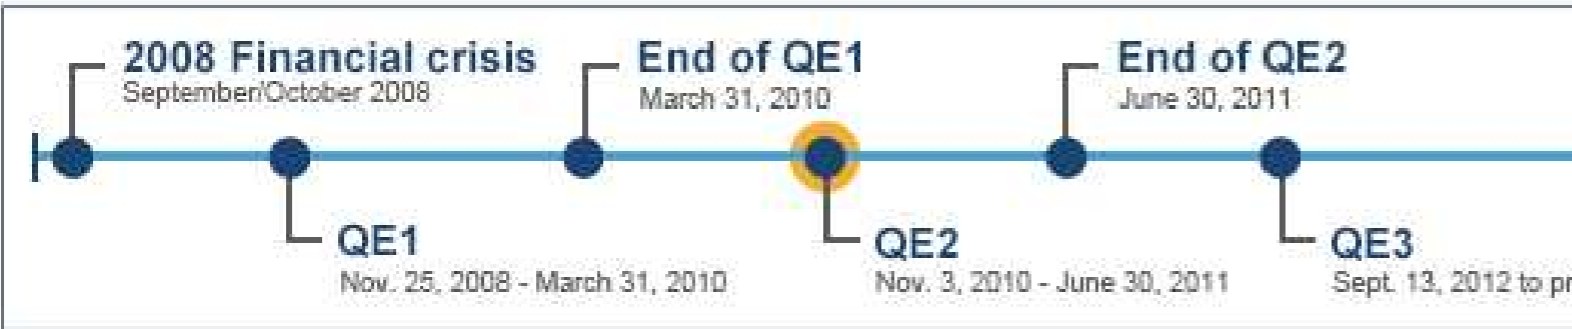 2008 Financial crisis
September/October 2008
End of QE1
March 31, 2010
End of QE2
June 30, 2011
QE1
Nov. 25, 2008 - March 31, 2010
QE2
Nov. 3, 2010 - June 30, 2011
QE3
Sept. 13, 2012 to